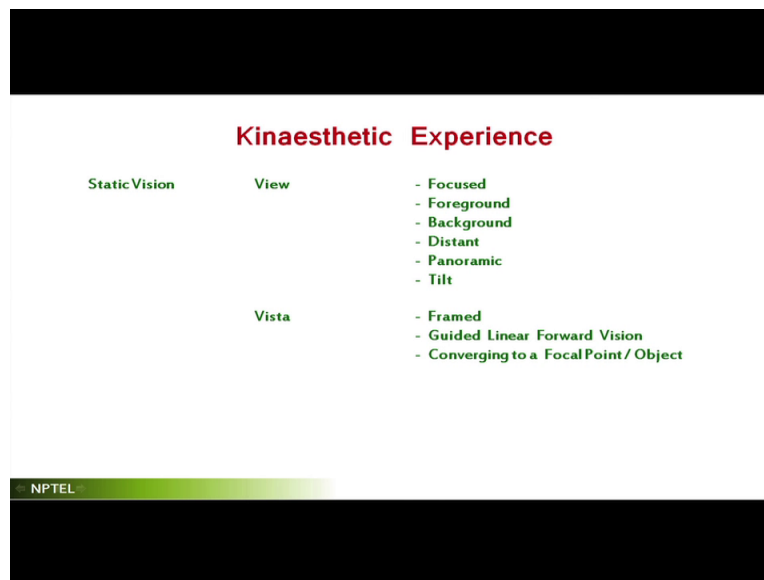 Kinaesthetic Experience
Static Vision View - Focused
- Foreground
- Background
- Distant
- Panoramic
- Tilt
Vista - Framed
- Guided Linear Forward Vision
- Converging to a Focal Point / Object
NPTEL